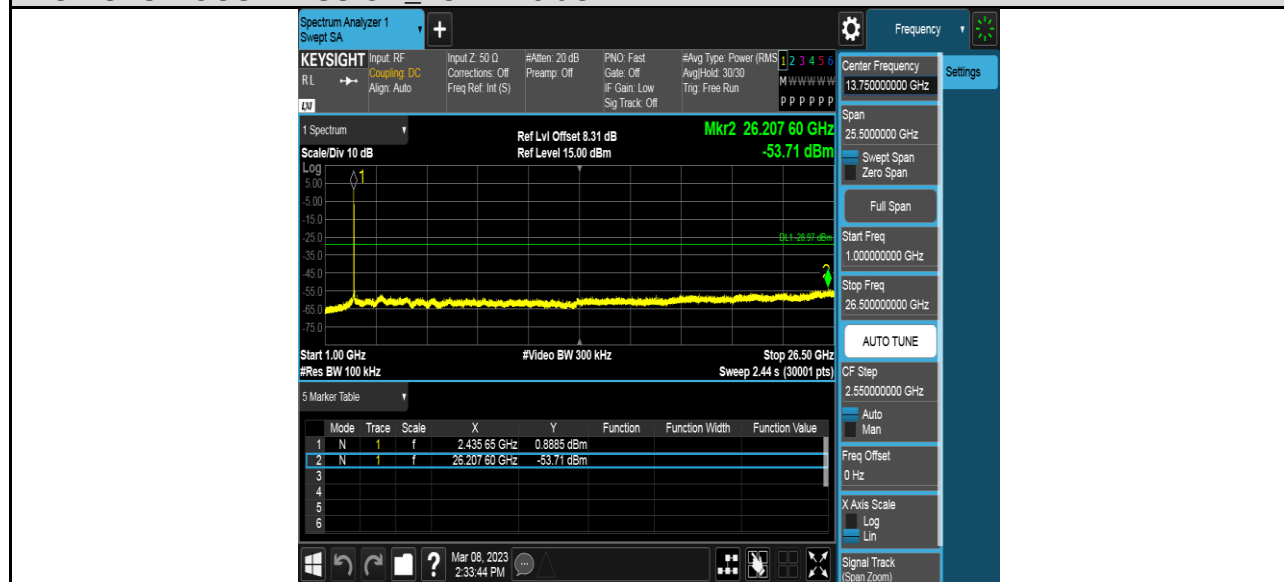 Spectrum Analyzer 1
Swept SA
Frequency
KEYSIGHT
RL
LXI
Input: RF
Coupling: DC
Align: Auto
Input Z: 50 Ω
Corrections: Off
Freq Ref: Int (S)
#Atten: 20 dB
Preamp: Off
PNO: Fast
Gate: Off
IF Gain: Low
Sig Track: Off
#Avg Type: Power (RMS
Avg|Hold: 30/30
Trig: Free Run
1 2 3 4 5 6
M W W W W W
P P P P P P
Center Frequency
13.750000000 GHz
Settings
Span
25.5000000 GHz
Swept Span
Zero Span
Full Span
Start Freq
1.000000000 GHz
Stop Freq
26.500000000 GHz
AUTO TUNE
CF Step
2.550000000 GHz
Auto
Man
Freq Offset
0 Hz
X Axis Scale
Log
Lin
Signal Track
(Span Zoom)
1 Spectrum
Scale/Div 10 dB
Ref Lvl Offset 8.31 dB
Ref Level 15.00 dBm
Mkr2 26.207 60 GHz
-53.71 dBm
Log
5.00
-5.00
-15.0
-25.0
-35.0
-45.0
-55.0
-65.0
-75.0
1
DL1 -28.97 dBm
2
Start 1.00 GHz
#Video BW 300 kHz
Stop 26.50 GHz
#Res BW 100 kHz
Sweep 2.44 s (30001 pts)
5 Marker Table
Mode Trace Scale X Y Function Function Width Function Value
1 N 1 f 2.435 65 GHz 0.8885 dBm
2 N 1 f 26.207 60 GHz -53.71 dBm
3
4
5
6
Mar 08, 2023
2:33:44 PM